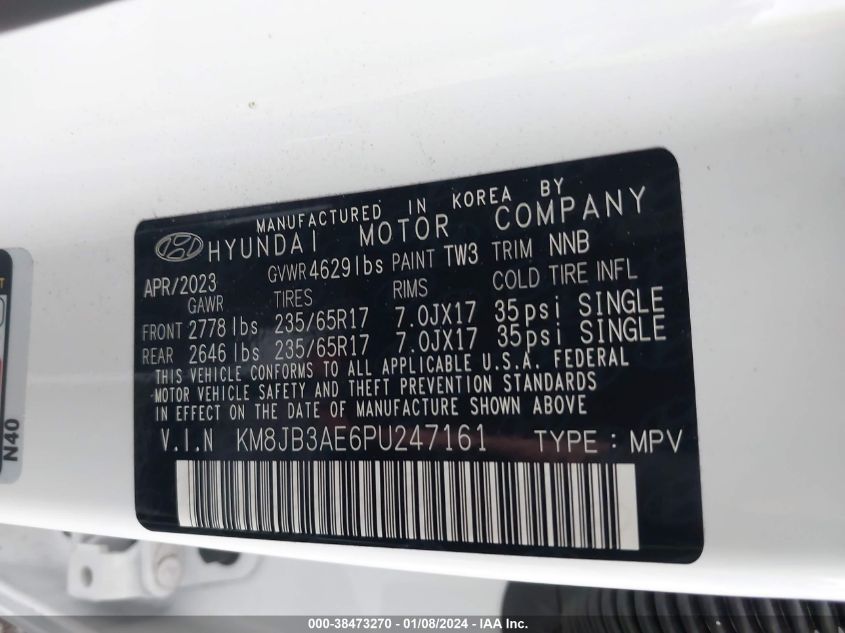 MANUFACTURED IN KOREA BY
HYUNDAI MOTOR COMPANY
APR/2023 GVWR 4629 lbs PAINT TW3 TRIM NNB
GAWR TIRES RIMS COLD TIRE INFL
FRONT 2778 lbs 235/65R17 7.0JX17 35psi SINGLE
REAR 2646 lbs 235/65R17 7.0JX17 35psi SINGLE
THIS VEHICLE CONFORMS TO ALL APPLICABLE U.S.A. FEDERAL
MOTOR VEHICLE SAFETY AND THEFT PREVENTION STANDARDS
IN EFFECT ON THE DATE OF MANUFACTURE SHOWN ABOVE
V.I.N KM8JB3AE6PU247161 TYPE : MPV
N40
000-38473270 - 01/08/2024 - IAA Inc.